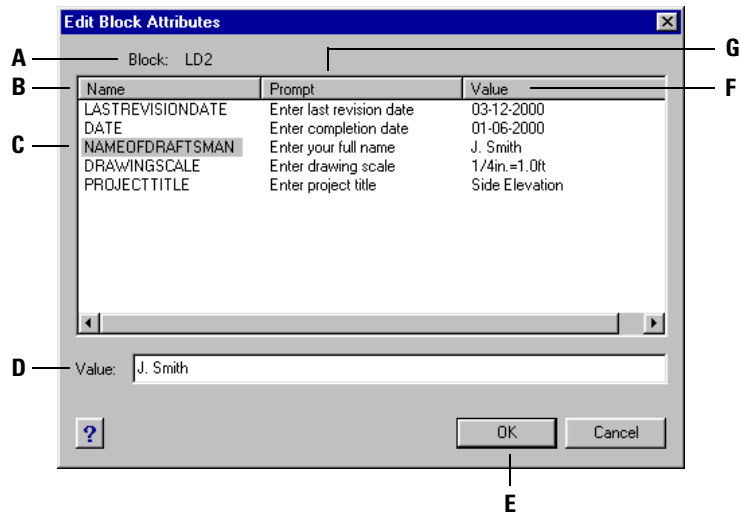 Edit Block Attributes
A Block: LD2 G
B Name Prompt Value F
LASTREVISIONDATE Enter last revision date 03-12-2000
DATE Enter completion date 01-06-2000
C NAMEOFDRAFTSMAN Enter your full name J. Smith
DRAWINGSCALE Enter drawing scale 1/4in.=1.0ft
PROJECTTITLE Enter project title Side Elevation
D Value: J. Smith
? OK Cancel
E